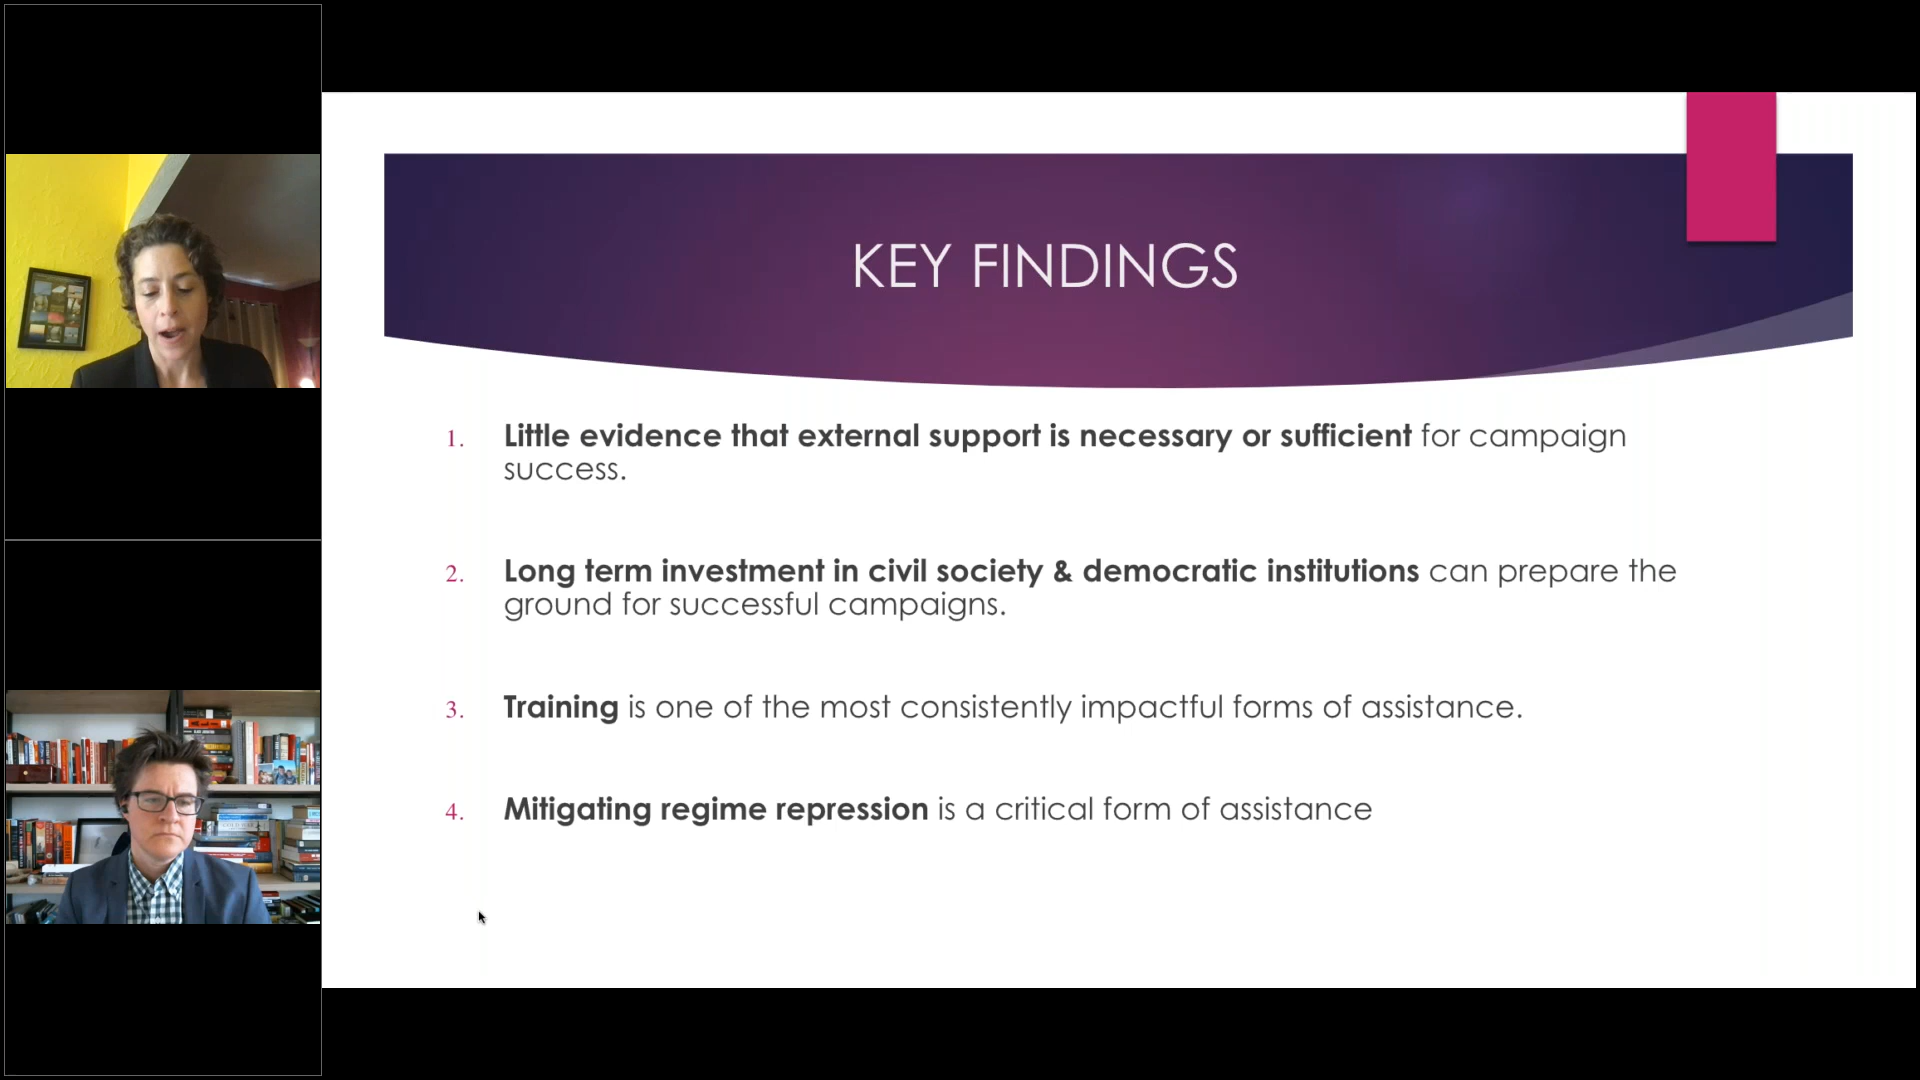 KEY FINDINGS
1. Little evidence that external support is necessary or sufficient for campaign
success.
2. Long term investment in civil society & democratic institutions can prepare the
ground for successful campaigns.
3. Training is one of the most consistently impactful forms of assistance.
4. Mitigating regime repression is a critical form of assistance